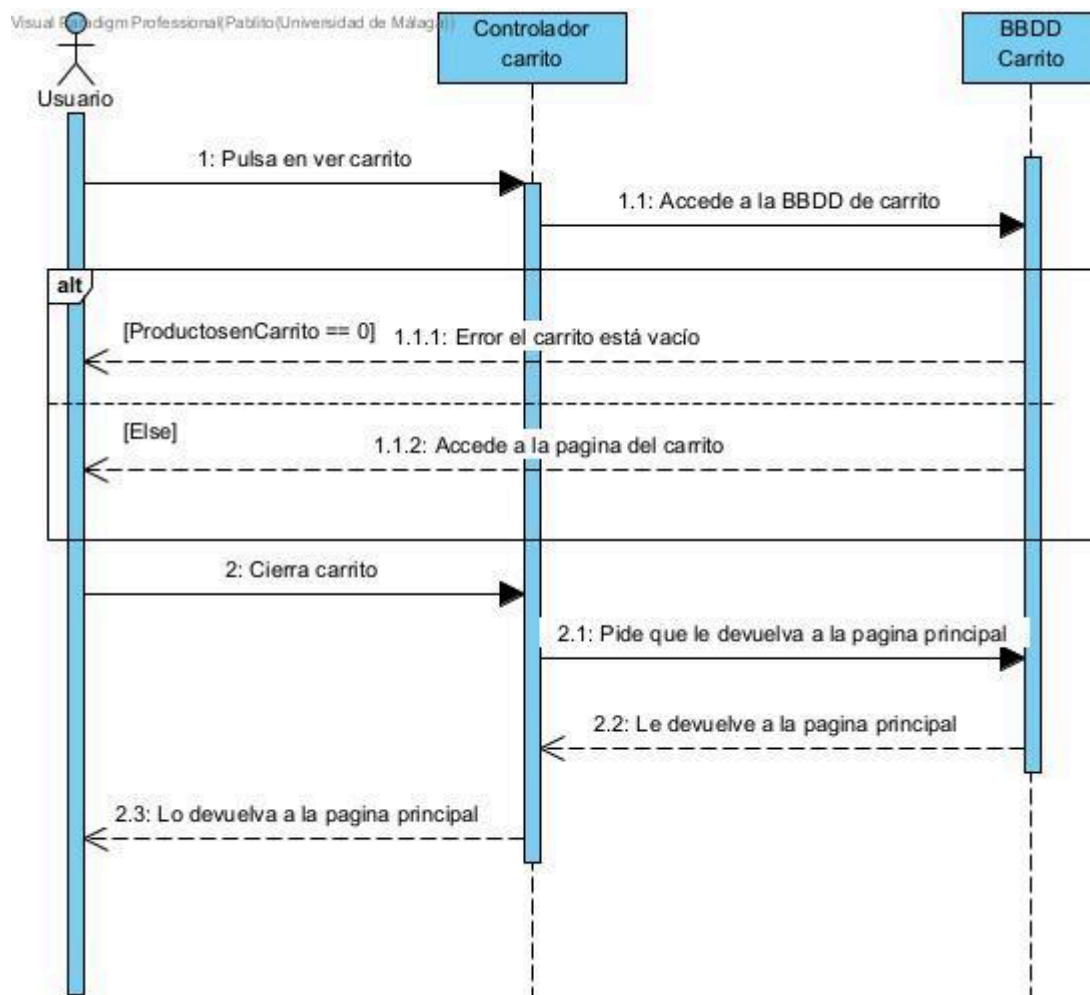 Visual Paradigm Professional(Pablito(Universidad de Málaga))
Usuario
Controlador
carrito
BBDD
Carrito
1: Pulsa en ver carrito
1.1: Accede a la BBDD de carrito
alt
[ProductosenCarrito == 0]
1.1.1: Error el carrito está vacío
[Else]
1.1.2: Accede a la pagina del carrito
2: Cierra carrito
2.1: Pide que le devuelva a la pagina principal
2.2: Le devuelve a la pagina principal
2.3: Lo devuelva a la pagina principal